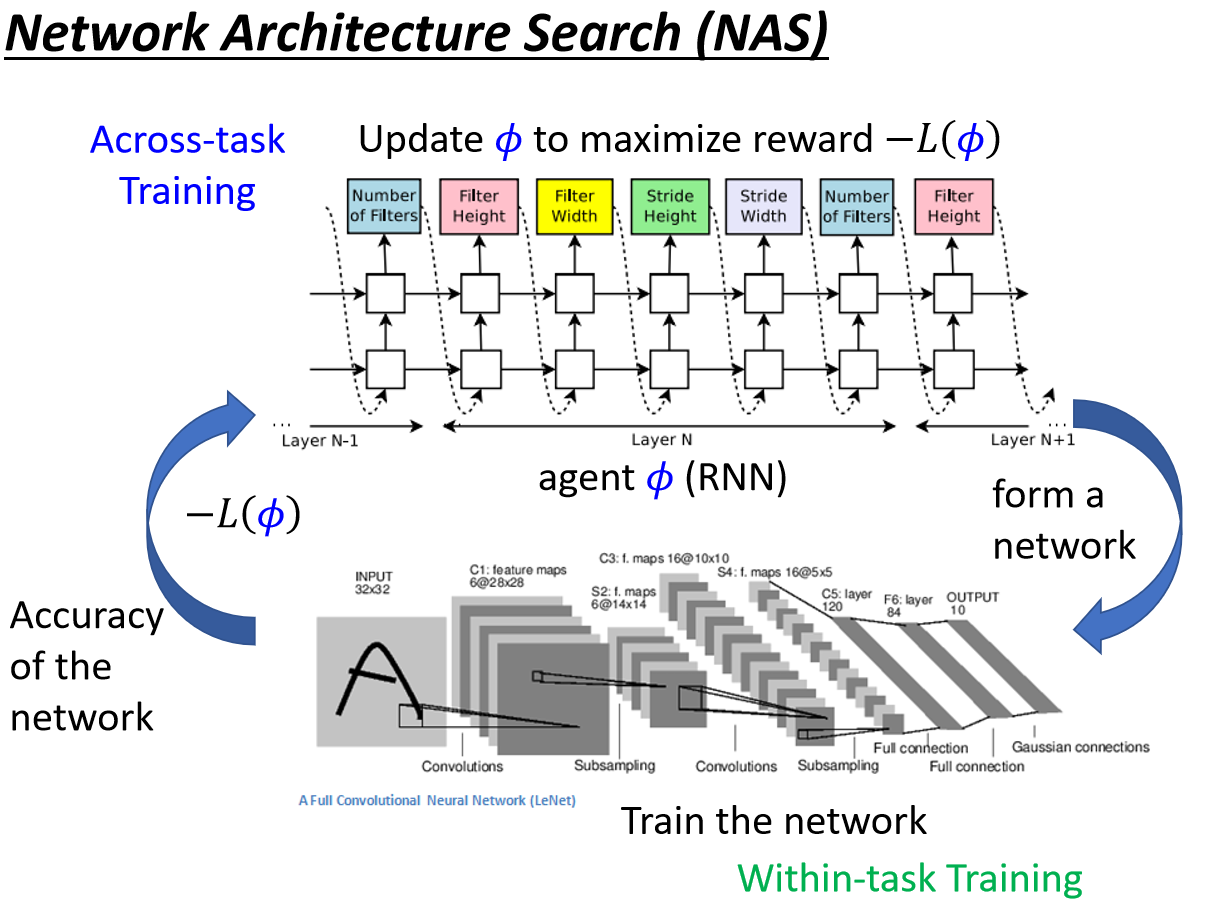 Network Architecture Search (NAS)
Across-task
Training
Update ϕ to maximize reward −L(ϕ)
Number
of Filters
Filter
Height
Filter
Width
Stride
Height
Stride
Width
Number
of Filters
Filter
Height
...
Layer N-1
Layer N
Layer N+1
...
agent ϕ (RNN)
−L(ϕ)
form a
network
Accuracy
of the
network
INPUT
32x32
C1: feature maps
6@28x28
S2: f. maps
6@14x14
C3: f. maps 16@10x10
S4: f. maps 16@5x5
C5: layer
120
F6: layer
84
OUTPUT
10
Convolutions
Subsampling
Convolutions
Subsampling
Full connection
Full connection
Gaussian connections
A Full Convolutional Neural Network (LeNet)
Train the network
Within-task Training